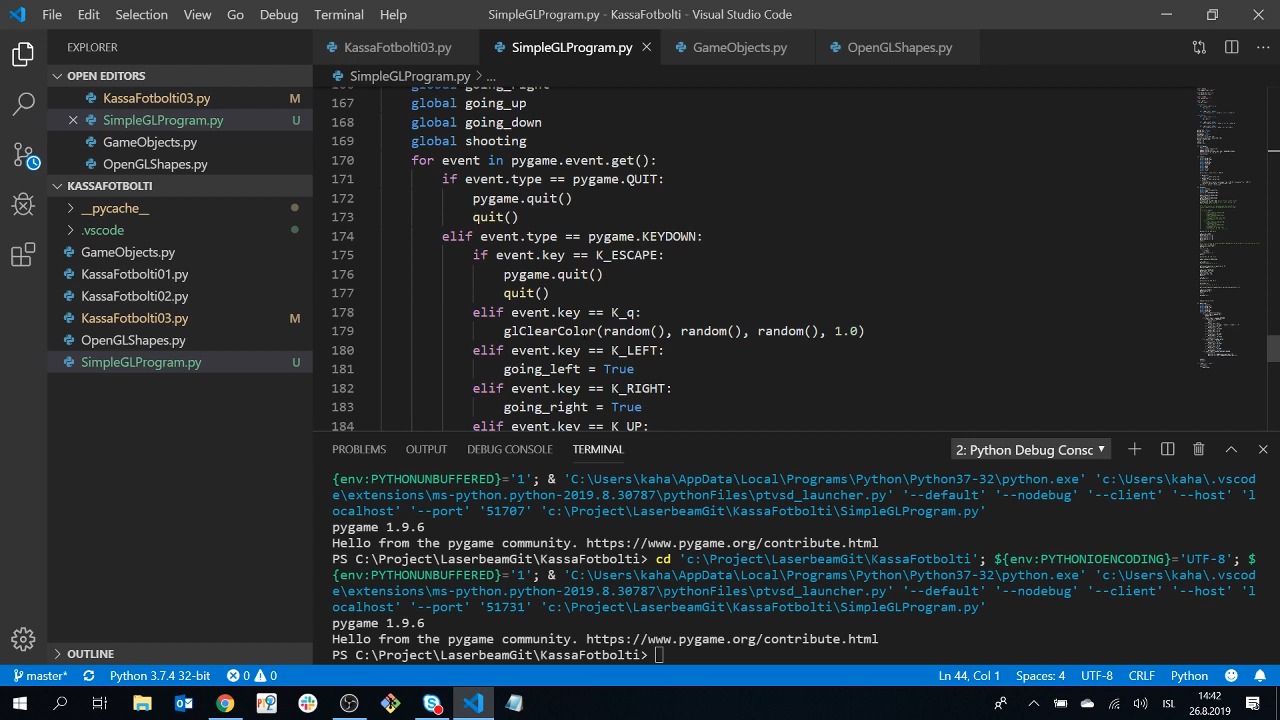 File Edit Selection View Go Debug Terminal Help SimpleGLProgram.py - KassaFotbolti - Visual Studio Code
EXPLORER
OPEN EDITORS
KassaFotbolti03.py M
SimpleGLProgram.py U
GameObjects.py
OpenGLShapes.py
KASSAFOTBOLTI
__pycache__
.vscode
GameObjects.py
KassaFotbolti01.py
KassaFotbolti02.py
KassaFotbolti03.py M
OpenGLShapes.py
SimpleGLProgram.py U
OUTLINE
KassaFotbolti03.py SimpleGLProgram.py GameObjects.py OpenGLShapes.py
SimpleGLProgram.py > ...
166 global going_right
167 global going_up
168 global going_down
169 global shooting
170 for event in pygame.event.get():
171 if event.type == pygame.QUIT:
172 pygame.quit()
173 quit()
174 elif event.type == pygame.KEYDOWN:
175 if event.key == K_ESCAPE:
176 pygame.quit()
177 quit()
178 elif event.key == K_q:
179 glClearColor(random(), random(), random(), 1.0)
180 elif event.key == K_LEFT:
181 going_left = True
182 elif event.key == K_RIGHT:
183 going_right = True
184 elif event.key == K_UP:
PROBLEMS OUTPUT DEBUG CONSOLE TERMINAL 2: Python Debug Consc
{env:PYTHONUNBUFFERED}='1'; & 'C:\Users\kaha\AppData\Local\Programs\Python\Python37-32\python.exe' 'c:\Users\kaha\.vscod
e\extensions\ms-python.python-2019.8.30787\pythonFiles\ptvsd_launcher.py' '--default' '--nodebug' '--client' '--host' 'l
ocalhost' '--port' '51707' 'c:\Project\LaserbeamGit\KassaFotbolti\SimpleGLProgram.py'
pygame 1.9.6
Hello from the pygame community. https://www.pygame.org/contribute.html
PS C:\Project\LaserbeamGit\KassaFotbolti> cd 'c:\Project\LaserbeamGit\KassaFotbolti'; ${env:PYTHONIOENCODING}='UTF-8'; $
{env:PYTHONUNBUFFERED}='1'; & 'C:\Users\kaha\AppData\Local\Programs\Python\Python37-32\python.exe' 'c:\Users\kaha\.vscod
e\extensions\ms-python.python-2019.8.30787\pythonFiles\ptvsd_launcher.py' '--default' '--nodebug' '--client' '--host' 'l
ocalhost' '--port' '51731' 'c:\Project\LaserbeamGit\KassaFotbolti\SimpleGLProgram.py'
pygame 1.9.6
Hello from the pygame community. https://www.pygame.org/contribute.html
PS C:\Project\LaserbeamGit\KassaFotbolti>
master* Python 3.7.4 32-bit 0 0 Ln 44, Col 1 Spaces: 4 UTF-8 CRLF Python
ISL 14:42
26.8.2019